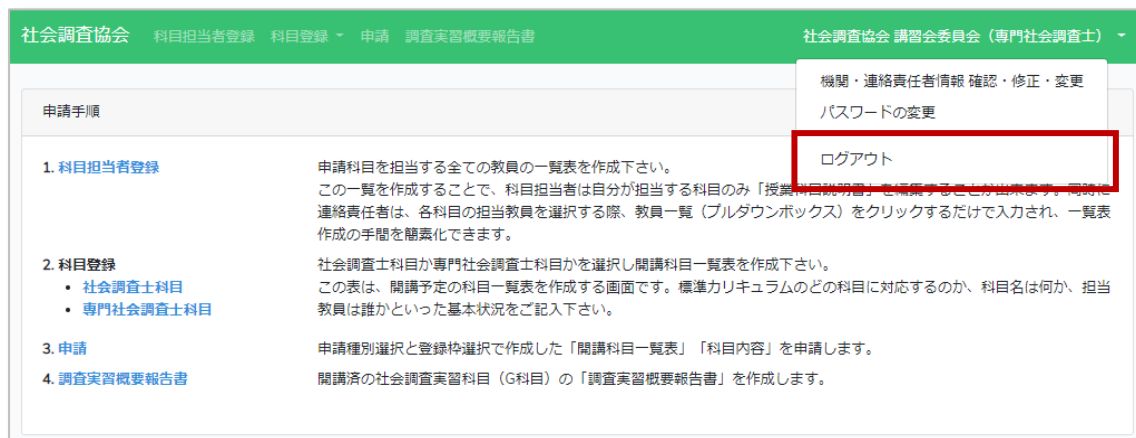 社会調査協会 科目担当者登録 科目登録 申請 調査実習概要報告書 社会調査協会 講習会委員会（専門社会調査士）
機関・連絡責任者情報 確認・修正・変更
パスワードの変更
ログアウト
申請手順
1. 科目担当者登録
申請科目を担当する全ての教員の一覧表を作成下さい。
この一覧を作成することで、科目担当者は自分が担当する科目のみ「授業科目説明書」を編集することが出来ます。同時に
連絡責任者は、各科目の担当教員を選択する際、教員一覧（プルダウンボックス）をクリックするだけで入力され、一覧表
作成の手間を簡素化できます。
2. 科目登録
• 社会調査士科目
• 専門社会調査士科目
社会調査士科目か専門社会調査士科目かを選択し開講科目一覧表を作成下さい。
この表は、開講予定の科目一覧表を作成する画面です。標準カリキュラムのどの科目に対応するのか、科目名は何か、担当
教員は誰かといった基本状況をご記入下さい。
3. 申請
申請種別選択と登録枠選択で作成した「開講科目一覧表」「科目内容」を申請します。
4. 調査実習概要報告書
開講済の社会調査実習科目（G科目）の「調査実習概要報告書」を作成します。